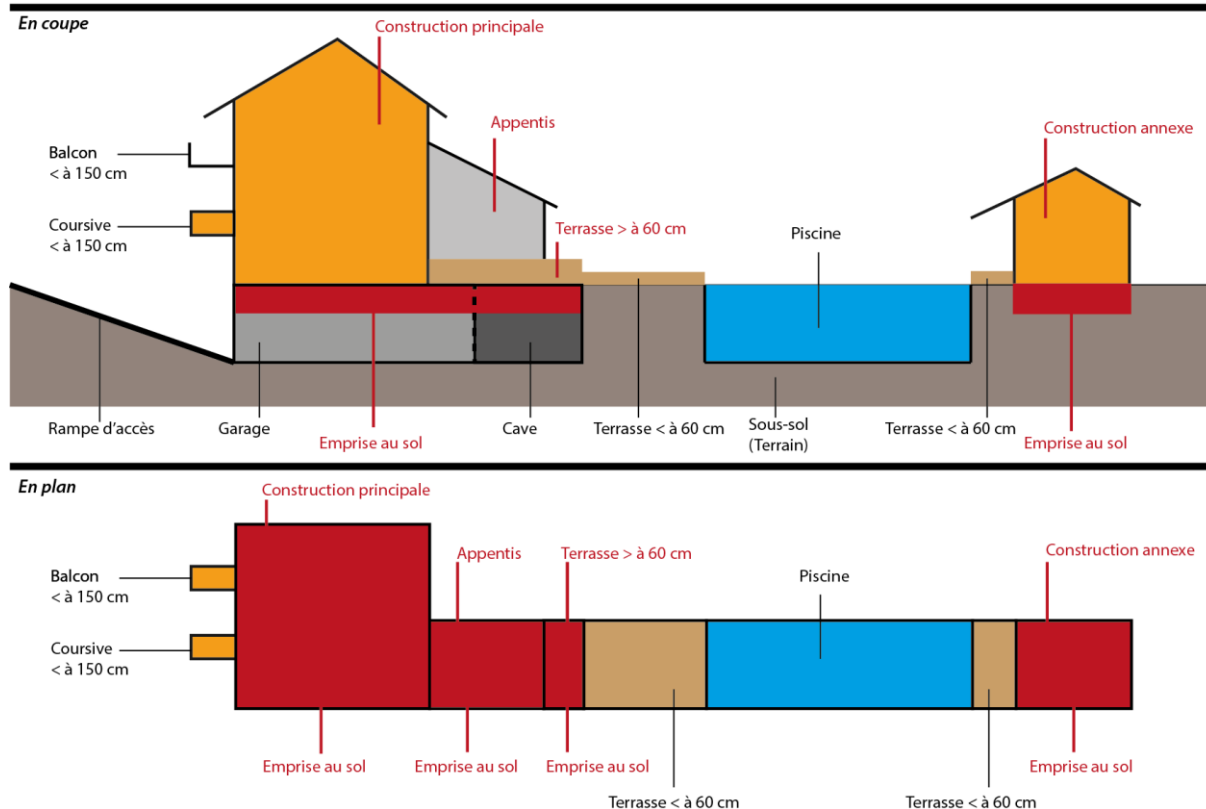 En coupe
Construction principale
Appentis
Construction annexe
Balcon
< à 150 cm
Coursive
< à 150 cm
Terrasse > à 60 cm
Piscine
Rampe d'accès
Garage
Emprise au sol
Cave
Terrasse < à 60 cm
Sous-sol
(Terrain)
Terrasse < à 60 cm
Emprise au sol
En plan
Construction principale
Appentis
Terrasse > à 60 cm
Construction annexe
Balcon
< à 150 cm
Piscine
Coursive
< à 150 cm
Emprise au sol
Emprise au sol
Emprise au sol
Emprise au sol
Terrasse < à 60 cm
Terrasse < à 60 cm